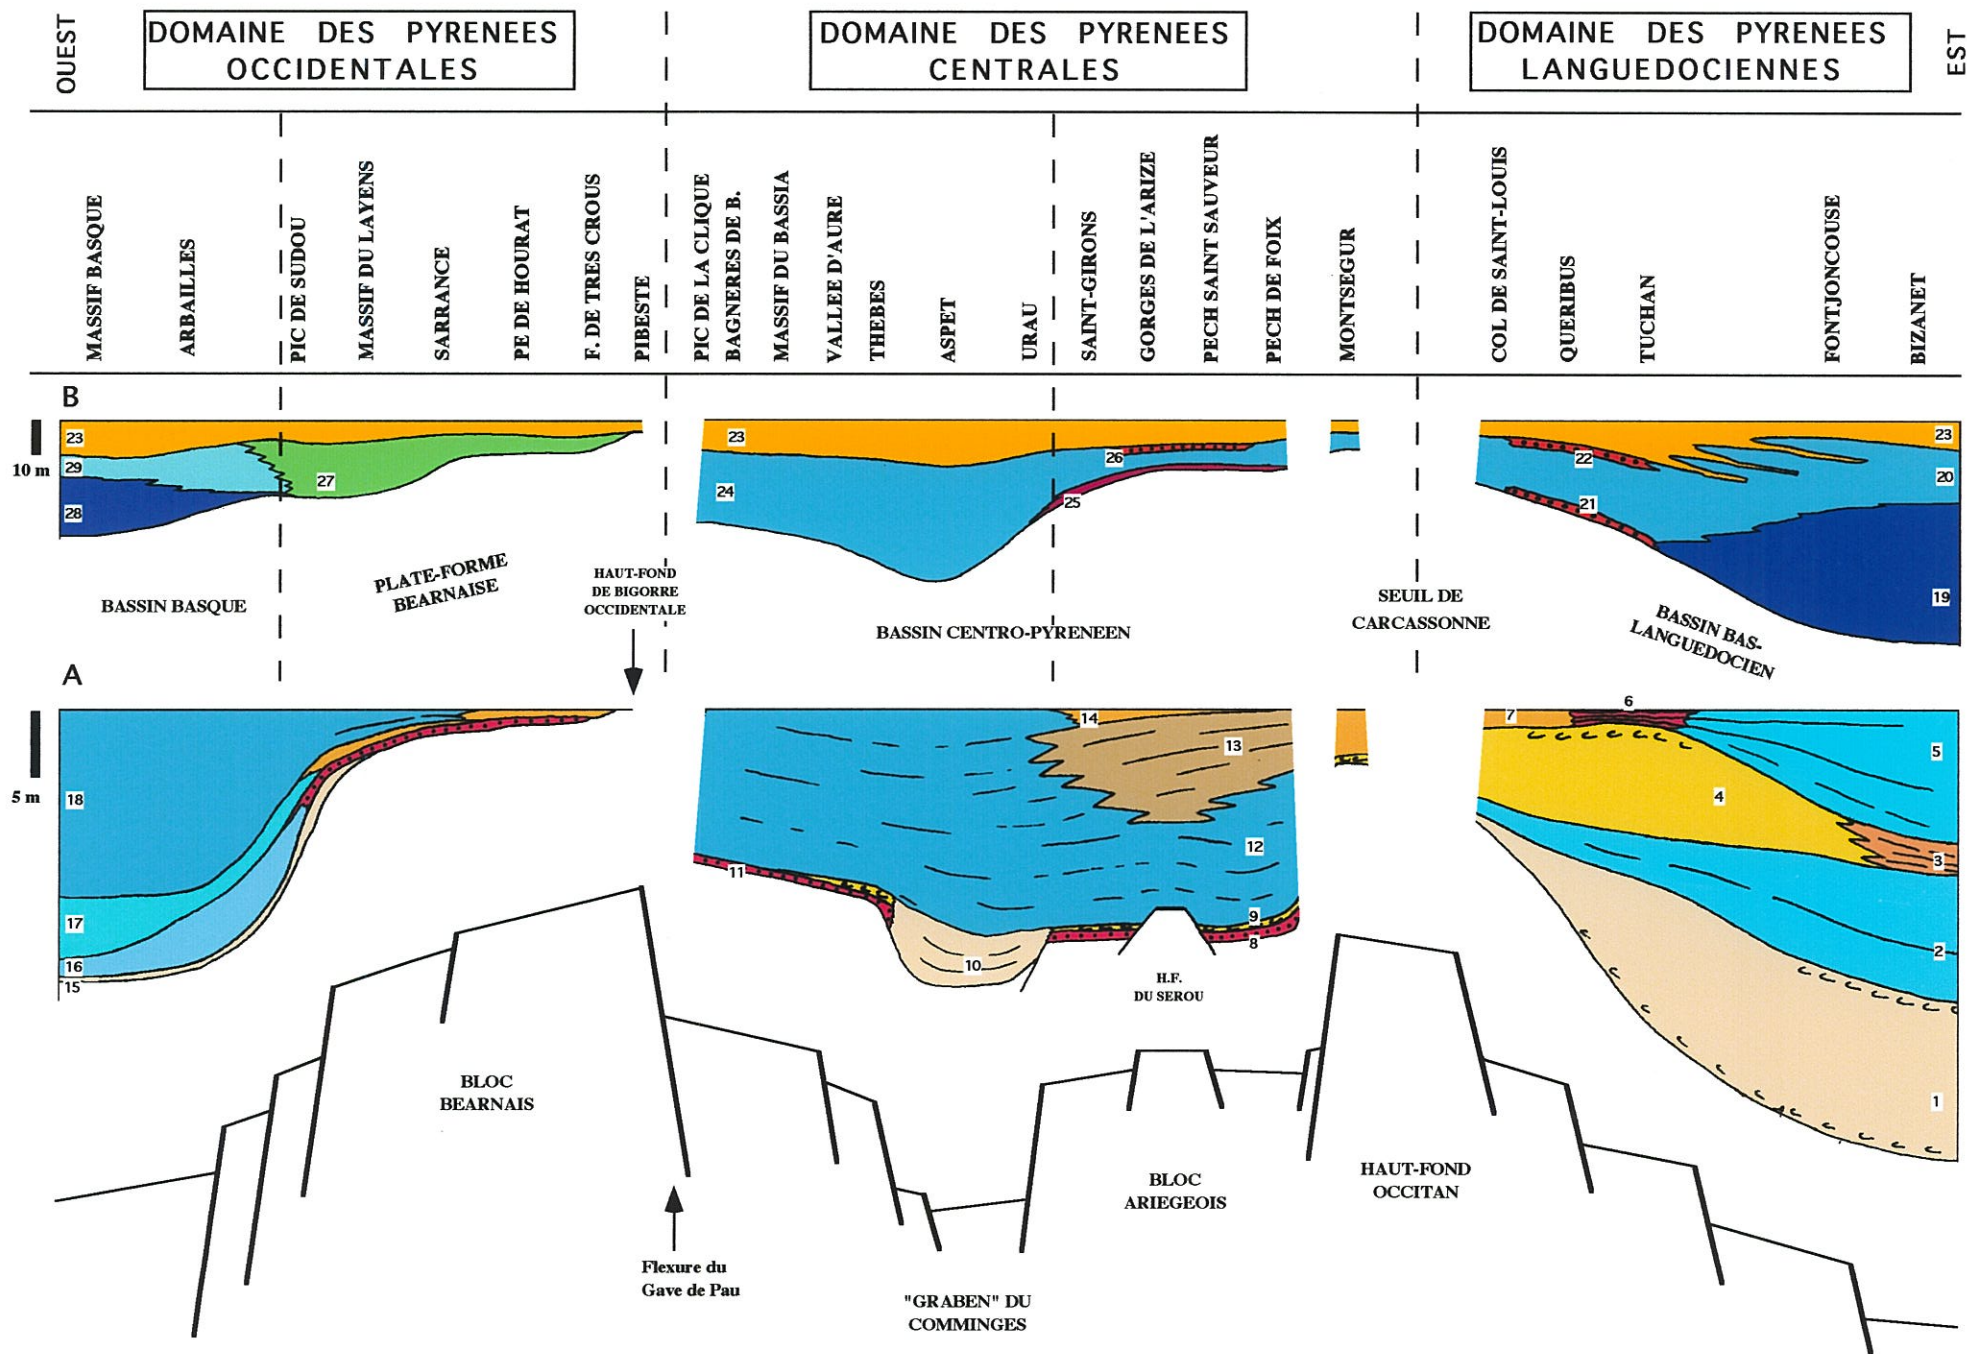 OUEST
DOMAINE DES PYRENEES
OCCIDENTALES
DOMAINE DES PYRENEES
CENTRALES
DOMAINE DES PYRENEES
LANGUEDOCIENNES
EST
MASSIF BASQUE
ARBAILLES
PIC DE SUDOU
MASSIF DU LAYENS
SARRANCE
PE DE HOURAT
F. DE TRES CROUS
PIBESTE
PIC DE LA CLIQUE
BAGNERES DE B.
MASSIF DU BASSIA
VALLEE D'AURE
THEBES
ASPET
URAU
SAINT-GIRONS
GORGES DE L'ARIZE
PECH SAINT SAUVEUR
PECH DE FOIX
MONTSEGUR
COL DE SAINT-LOUIS
QUERIBUS
TUCHAN
FONTJONCOUSE
BIZANET
B
10 m
23
29
28
27
23
24
26
25
23
22
21
20
19
BASSIN BASQUE
PLATE-FORME
BEARNAISE
HAUT-FOND
DE BIGORRE
OCCIDENTALE
BASSIN CENTRO-PYRENEEN
SEUIL DE
CARCASSONNE
BASSIN BAS-
LANGUEDOCIEN
A
5 m
18
17
16
15
14
13
12
11
10
9
8
H.F.
DU SEROU
7
6
5
4
3
2
1
BLOC
BEARNAIS
Flexure du
Gave de Pau
"GRABEN" DU
COMMINGES
BLOC
ARIEGEOIS
HAUT-FOND
OCCITAN